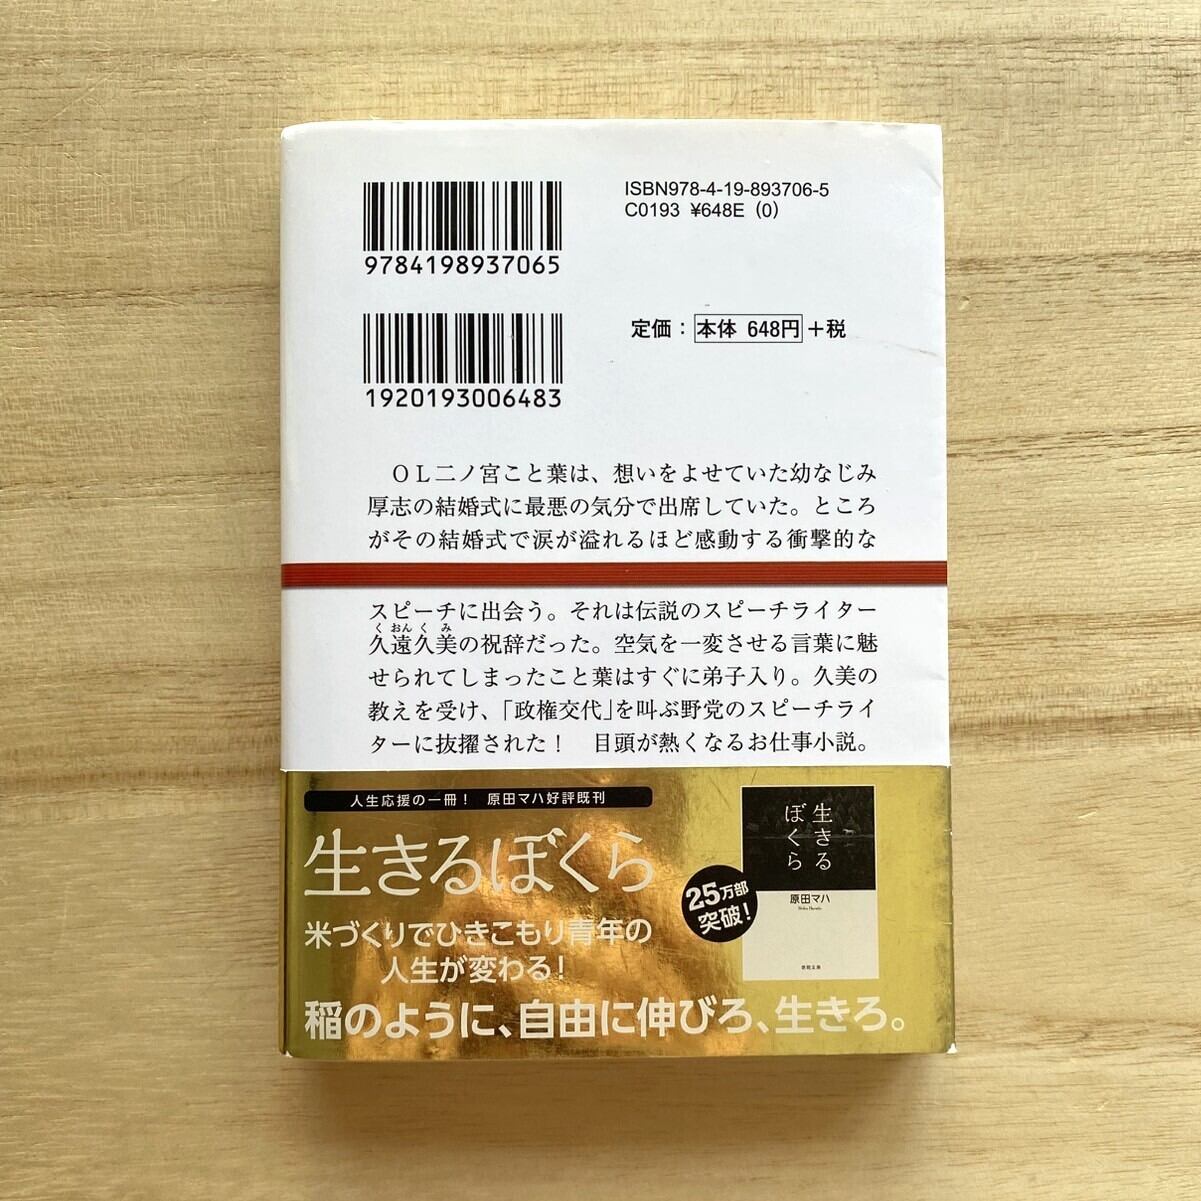 ISBN978-4-19-893706-5
C0193 ¥648E (0)
9784198937065
定価：本体 648円＋税
1920193006483
ＯＬ二ノ宮こと葉は、想いをよせていた幼なじみ
厚志の結婚式に最悪の気分で出席していた。ところ
がその結婚式で涙が溢れるほど感動する衝撃的な
スピーチに出会う。それは伝説のスピーチライター
く おん く み
久遠久美の祝辞だった。空気を一変させる言葉に魅
せられてしまったこと葉はすぐに弟子入り。久美の
教えを受け、「政権交代」を叫ぶ野党のスピーチライ
ターに抜擢された！　目頭が熱くなるお仕事小説。
人生応援の一冊！　原田マハ好評既刊
生きるぼくら
米づくりでひきこもり青年の
人生が変わる！
稲のように、自由に伸びろ、生きろ。
25万部
突破！
生きる
ぼくら
原田マハ
Maha Harada
徳間文庫